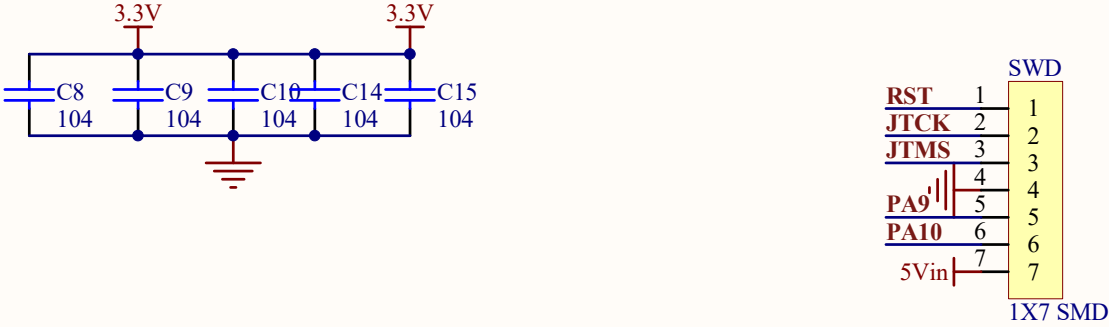 3.3V 3.3V
C8 C9 C10 C14 C15
104 104 104 104 104
SWD
RST 1 1
JTCK 2 2
JTMS 3 3
4 4
PA9 5 5
PA10 6 6
5Vin 7 7
1X7 SMD